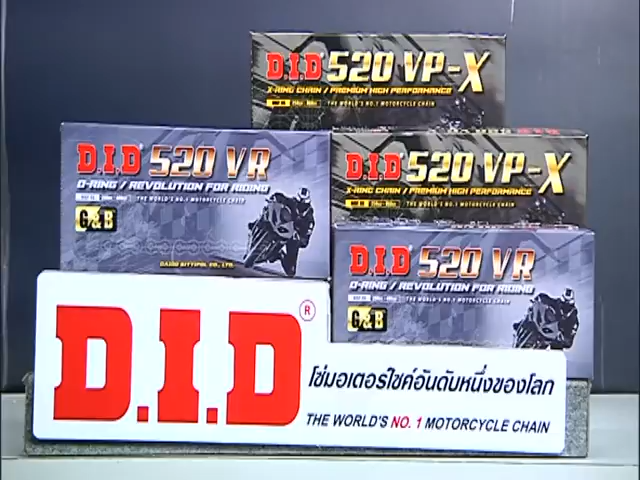 D.I.D 520 VP-X
X-RING CHAIN / PREMIUM HIGH PERFORMANCE
THE WORLD'S NO.1 MOTORCYCLE CHAIN
D.I.D 520 VR
O-RING / REVOLUTION FOR RIDING
THE WORLD'S NO.1 MOTORCYCLE CHAIN
G&B
DAIDO SITTIPOL CO., LTD.
D.I.D 520 VP-X
X-RING CHAIN / PREMIUM HIGH PERFORMANCE
THE WORLD'S NO.1 MOTORCYCLE CHAIN
D.I.D 520 VR
O-RING / REVOLUTION FOR RIDING
THE WORLD'S NO.1 MOTORCYCLE CHAIN
G&B
D.I.D ®
โซ่มอเตอร์ไซค์อันดับหนึ่งของโลก
THE WORLD'S NO. 1 MOTORCYCLE CHAIN